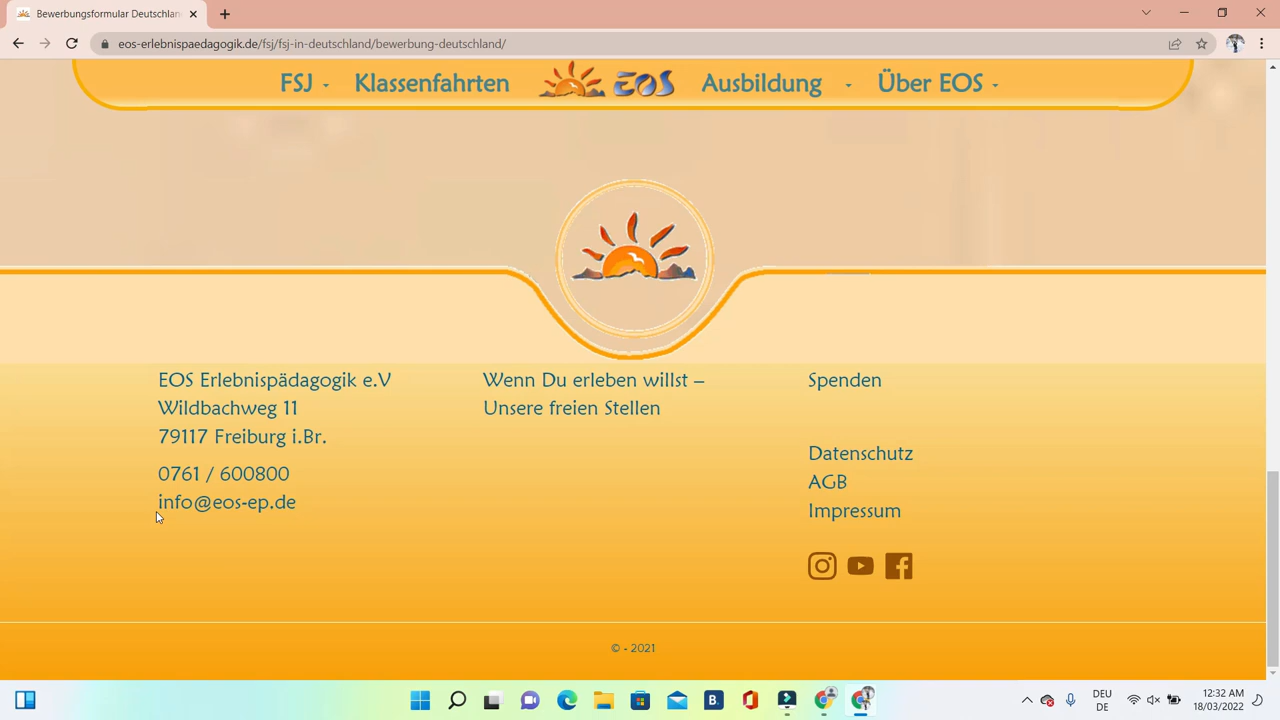 Bewerbungsformular Deutschlan
eos-erlebnispaedagogik.de/fsj/fsj-in-deutschland/bewerbung-deutschland/
FSJ Klassenfahrten EOS Ausbildung Über EOS
EOS Erlebnispädagogik e.V
Wildbachweg 11
79117 Freiburg i.Br.
0761 / 600800
info@eos-ep.de
Wenn Du erleben willst –
Unsere freien Stellen
Spenden
Datenschutz
AGB
Impressum
© - 2021
B.
DEU
DE
12:32 AM
18/03/2022